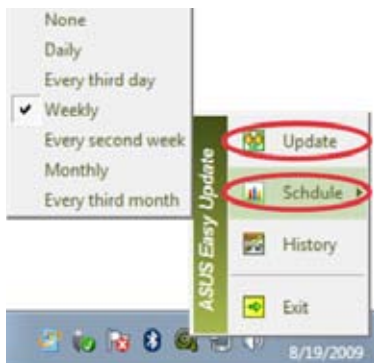 None
Daily
Every third day
Weekly
Every second week
Monthly
Every third month
ASUS Easy Update
Update
Schdule
History
Exit
8/19/2009